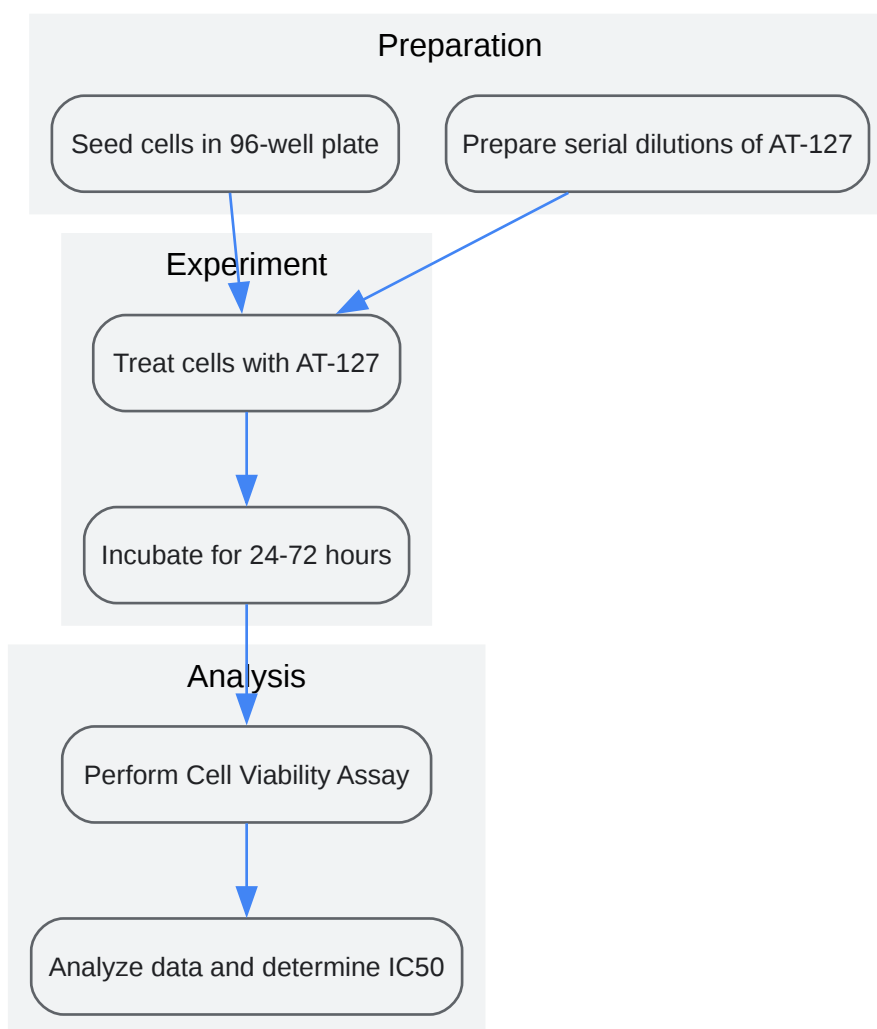 Preparation
Seed cells in 96-well plate
Prepare serial dilutions of AT-127
Experiment
Treat cells with AT-127
Incubate for 24-72 hours
Analysis
Perform Cell Viability Assay
Analyze data and determine IC50